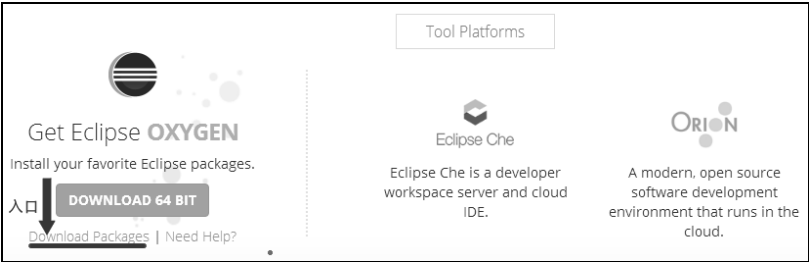 Tool Platforms
Get Eclipse OXYGEN
Install your favorite Eclipse packages.
入口
DOWNLOAD 64 BIT
Download Packages | Need Help?
Eclipse Che
Eclipse Che is a developer
workspace server and cloud
IDE.
ORION
A modern, open source
software development
environment that runs in the
cloud.